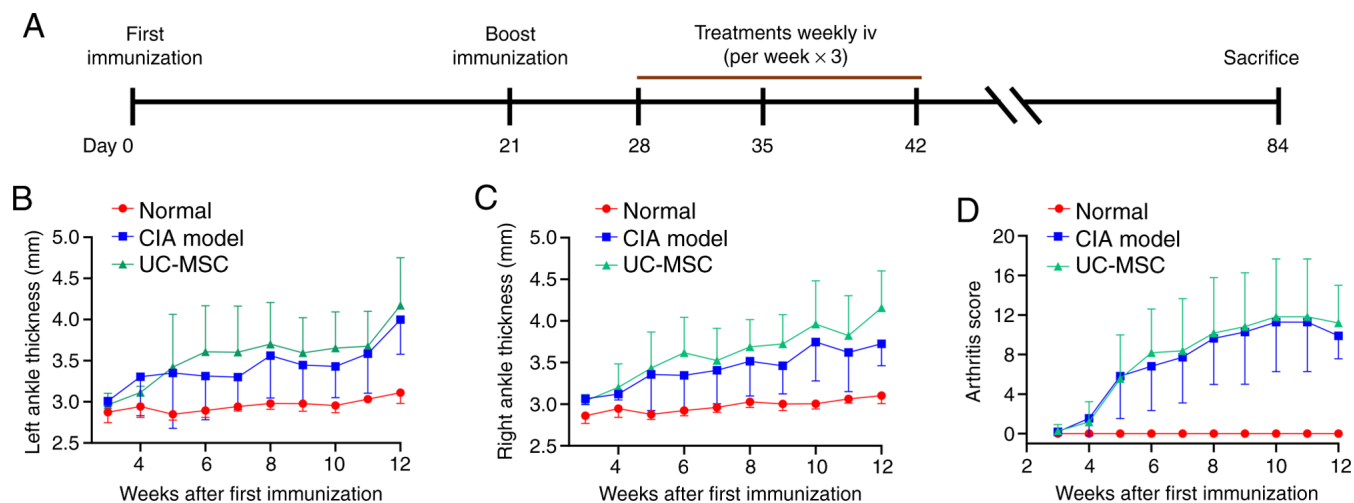 A
First
immunization
Boost
immunization
Treatments weekly iv
(per week × 3)
Sacrifice
Day 0
21
28
35
42
84
B
Normal
CIA model
UC-MSC
Left ankle thickness (mm)
5.0
4.5
4.0
3.5
3.0
2.5
4
6
8
10
12
Weeks after first immunization
C
Normal
CIA model
UC-MSC
Right ankle thickness (mm)
5.0
4.5
4.0
3.5
3.0
2.5
4
6
8
10
12
Weeks after first immunization
D
Normal
CIA model
UC-MSC
Arthritis score
20
16
12
8
4
0
2
4
6
8
10
12
Weeks after first immunization